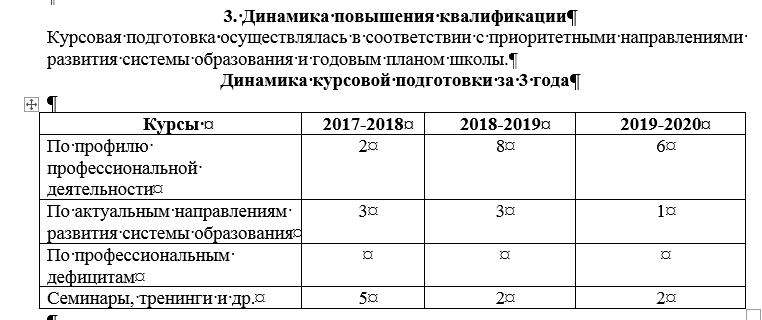 3. Динамика повышения квалификации¶
Курсовая подготовка осуществлялась в соответствии с приоритетными направлениями
развития системы образования и годовым планом школы.¶
Динамика курсовой подготовки за 3 года¶
¶
Курсы ¤ 2017-2018¤ 2018-2019¤ 2019-2020¤
По профилю 2¤ 8¤ 6¤
профессиональной
деятельности¤
По актуальным направлениям 3¤ 3¤ 1¤
развития системы образования¤
По профессиональным ¤ ¤ ¤
дефицитам¤
Семинары, тренинги и др.¤ 5¤ 2¤ 2¤
¶